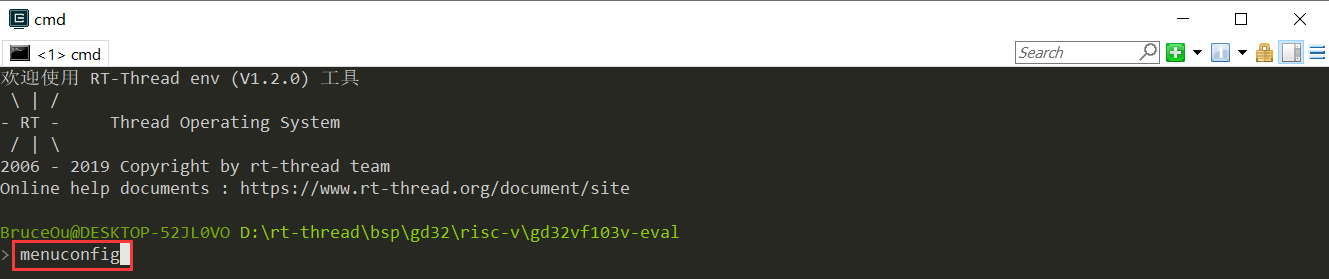 cmd
<1> cmd
Search
欢迎使用 RT-Thread env (V1.2.0) 工具
 \ | /
- RT -     Thread Operating System
 / | \
2006 - 2019 Copyright by rt-thread team
Online help documents : https://www.rt-thread.org/document/site
BruceOu@DESKTOP-52JL0VO D:\rt-thread\bsp\gd32\risc-v\gd32vf103v-eval
> menuconfig